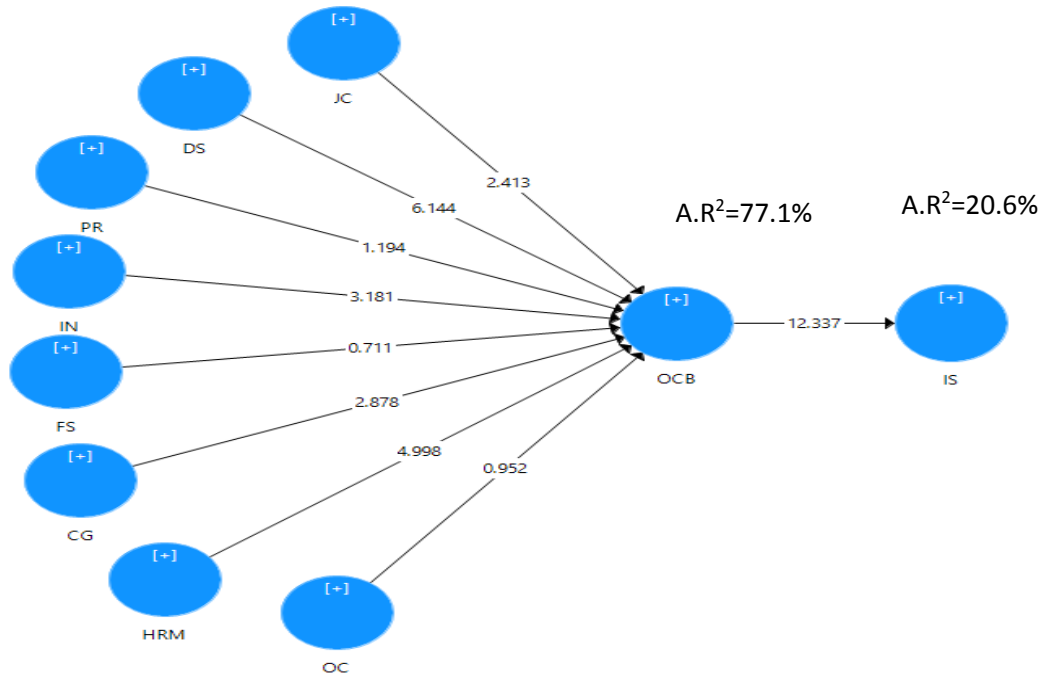 [+]
JC
[+]
DS
[+]
PR
[+]
IN
[+]
FS
[+]
CG
[+]
HRM
[+]
OC
2.413
6.144
1.194
3.181
0.711
2.878
4.998
0.952
A.R²=77.1%
[+]
OCB
12.337
A.R²=20.6%
[+]
IS